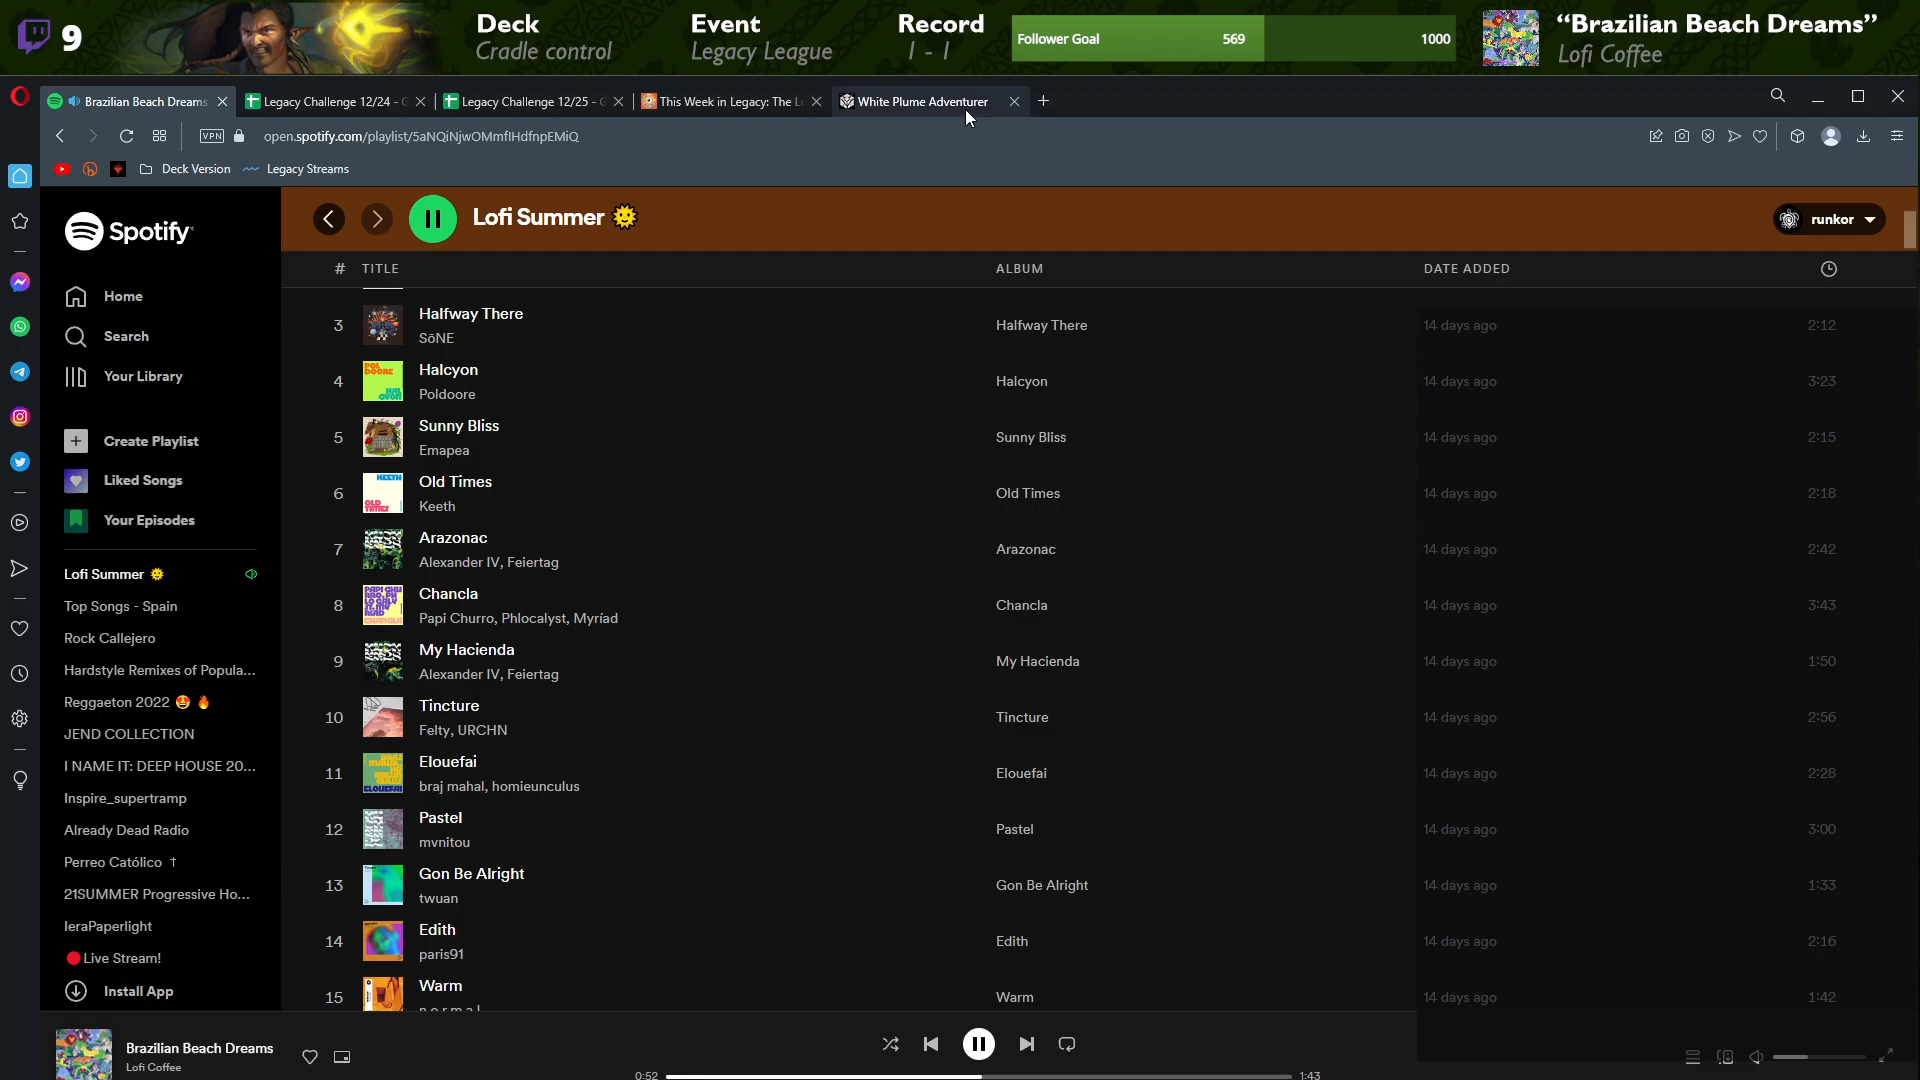 9
Deck
Cradle control
Event
Legacy League
Record
1 - 1
Follower Goal 569 1000
“Brazilian Beach Dreams”
Lofi Coffee
Brazilian Beach Dreams
Legacy Challenge 12/24 - G
Legacy Challenge 12/25 - G
This Week in Legacy: The L
White Plume Adventurer
VPN
open.spotify.com/playlist/5aNQiNjwOMmflHdfnpEMiQ
Deck Version
Legacy Streams
Spotify
Home
Search
Your Library
Create Playlist
Liked Songs
Your Episodes
Lofi Summer 🌞
Top Songs - Spain
Rock Callejero
Hardstyle Remixes of Popula...
Reggaeton 2022 🤩 🔥
JEND COLLECTION
I NAME IT: DEEP HOUSE 20...
Inspire_supertramp
Already Dead Radio
Perreo Católico †
21SUMMER Progressive Ho...
IeraPaperlight
🔴Live Stream!
Install App
Lofi Summer 🌞
runkor
# TITLE ALBUM DATE ADDED
3 Halfway There Halfway There 14 days ago 2:12
SōNE
4 Halcyon Halcyon 14 days ago 3:23
Poldoore
5 Sunny Bliss Sunny Bliss 14 days ago 2:15
Emapea
6 Old Times Old Times 14 days ago 2:18
Keeth
7 Arazonac Arazonac 14 days ago 2:42
Alexander IV, Feiertag
8 Chancla Chancla 14 days ago 3:43
Papi Churro, Phlocalyst, Myríad
9 My Hacienda My Hacienda 14 days ago 1:50
Alexander IV, Feiertag
10 Tincture Tincture 14 days ago 2:56
Felty, URCHN
11 Elouefai Elouefai 14 days ago 2:28
braj mahal, homieunculus
12 Pastel Pastel 14 days ago 3:00
mvnitou
13 Gon Be Alright Gon Be Alright 14 days ago 1:33
twuan
14 Edith Edith 14 days ago 2:16
paris91
15 Warm Warm 14 days ago 1:42
Brazilian Beach Dreams
Lofi Coffee
0:52
1:43